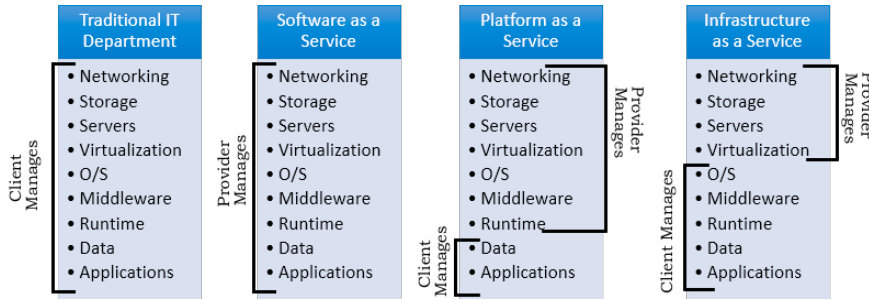 Traditional IT
Department
Client
Manages
• Networking
• Storage
• Servers
• Virtualization
• O/S
• Middleware
• Runtime
• Data
• Applications
Software as a
Service
Provider
Manages
• Networking
• Storage
• Servers
• Virtualization
• O/S
• Middleware
• Runtime
• Data
• Applications
Platform as a
Service
• Networking
• Storage
• Servers
• Virtualization
• O/S
• Middleware
• Runtime
• Data
• Applications
Provider
Manages
Client
Manages
Infrastructure
as a Service
• Networking
• Storage
• Servers
• Virtualization
• O/S
• Middleware
• Runtime
• Data
• Applications
Provider
Manages
Client Manages